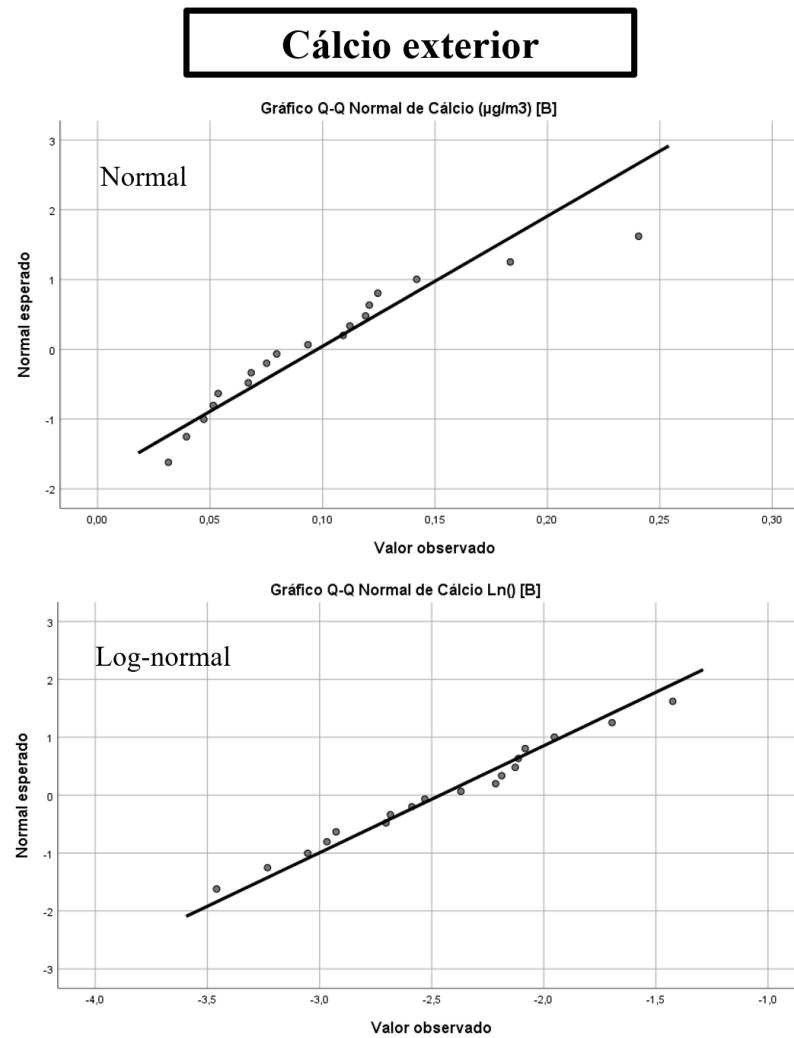 Cálcio exterior
Gráfico Q-Q Normal de Cálcio (µg/m3) [B]
Normal
Normal esperado
3
2
1
0
-1
-2
0,00 0,05 0,10 0,15 0,20 0,25 0,30
Valor observado
Gráfico Q-Q Normal de Cálcio Ln() [B]
Log-normal
Normal esperado
3
2
1
0
-1
-2
-3
-4,0 -3,5 -3,0 -2,5 -2,0 -1,5 -1,0
Valor observado